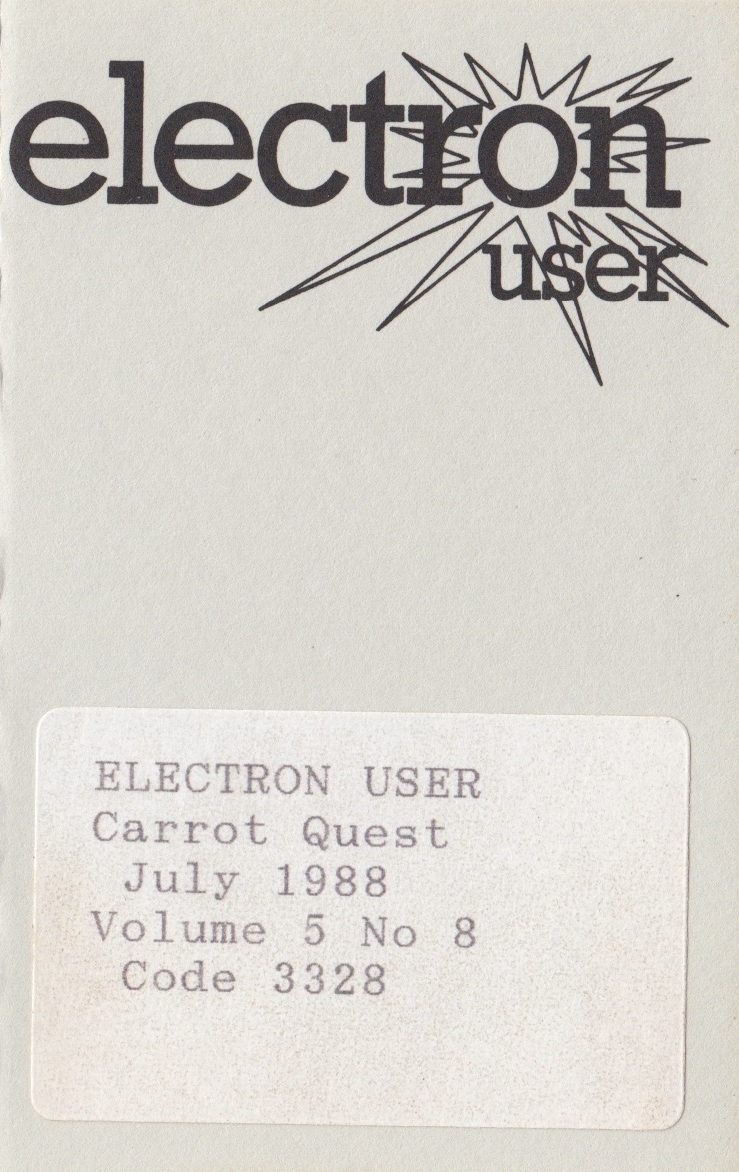 electron
user
ELECTRON USER
Carrot Quest
July 1988
Volume 5 No 8
Code 3328